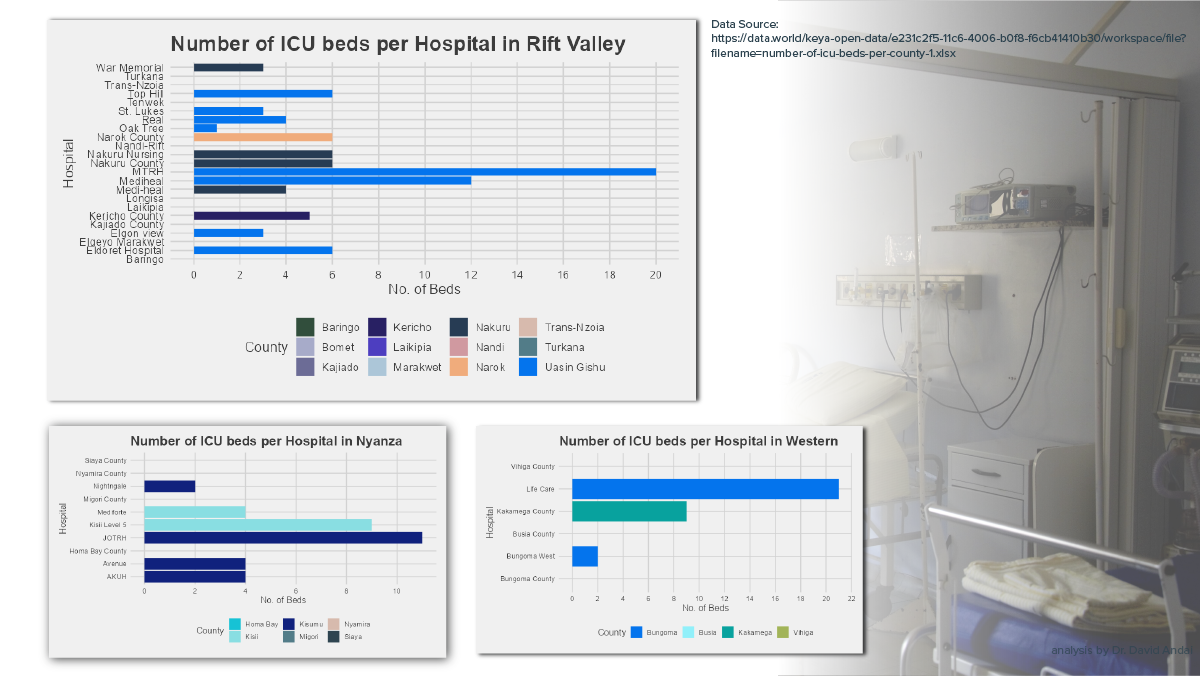 Number of ICU beds per Hospital in Rift Valley
Hospital
War Memorial
Turkana
Trans-Nzoia
Top Hill
Tenwek
St. Lukes
Real
Oak Tree
Narok County
Nandi-Rift
Nakuru Nursing
Nakuru County
MTRH
Mediheal
Medi-heal
Longisa
Laikipia
Kericho County
Kajiado County
Elgon view
Elgeyo Marakwet
Eldoret Hospital
Baringo
0 2 4 6 8 10 12 14 16 18 20
No. of Beds
County
Baringo Kericho Nakuru Trans-Nzoia
Bomet Laikipia Nandi Turkana
Kajiado Marakwet Narok Uasin Gishu
Data Source:
https://data.world/keya-open-data/e231c2f5-11c6-4006-b0f8-f6cb41410b30/workspace/file?
filename=number-of-icu-beds-per-county-1.xlsx
Number of ICU beds per Hospital in Nyanza
Hospital
Siaya County
Nyamira County
Nightngale
Migori County
Mediforte
Kisii Level 5
JOTRH
Homa Bay County
Avenue
AKUH
0 2 4 6 8 10
No. of Beds
County
Homa Bay Kisumu Nyamira
Kisii Migori Siaya
Number of ICU beds per Hospital in Western
Hospital
Vihiga County
Life Care
Kakamega County
Busia County
Bungoma West
Bungoma County
0 2 4 6 8 10 12 14 16 18 20 22
No. of Beds
County Bungoma Busia Kakamega Vihiga
analysis by Dr. David Andai